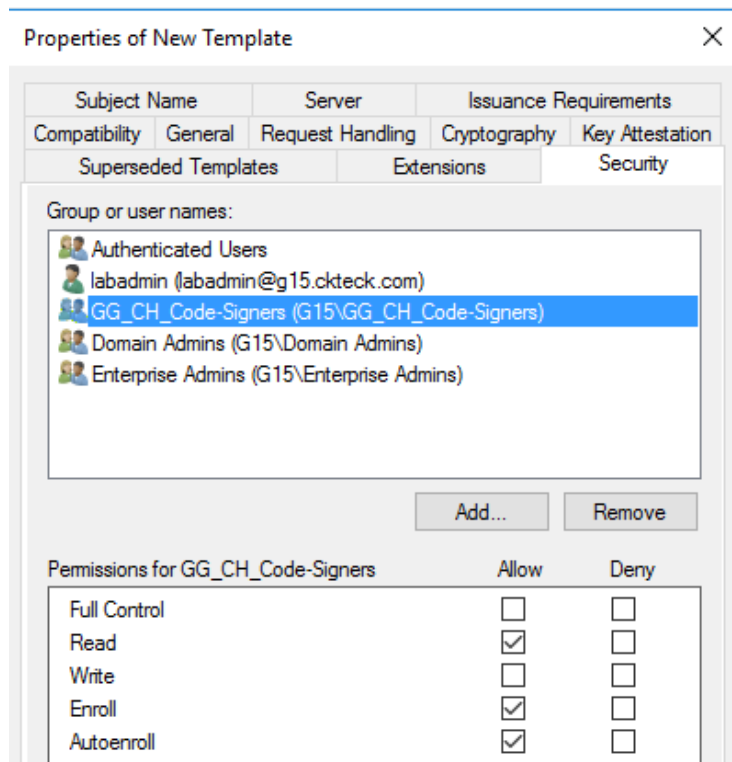 Properties of New Template
Subject Name Server Issuance Requirements
Compatibility General Request Handling Cryptography Key Attestation
Superseded Templates Extensions Security
Group or user names:
Authenticated Users
labadmin (labadmin@g15.ckteck.com)
GG_CH_Code-Signers (G15\GG_CH_Code-Signers)
Domain Admins (G15\Domain Admins)
Enterprise Admins (G15\Enterprise Admins)
Add... Remove
Permissions for GG_CH_Code-Signers Allow Deny
Full Control
Read
Write
Enroll
Autoenroll